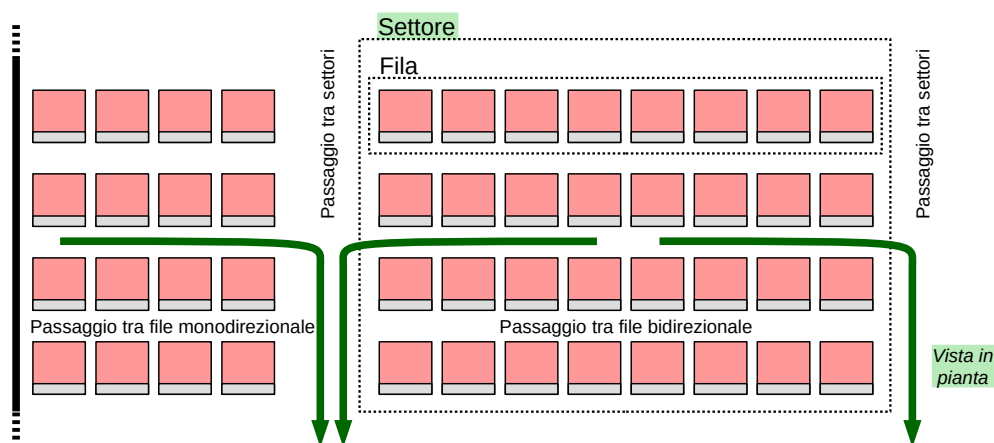 Settore
Fila
Passaggio tra settori
Passaggio tra settori
Passaggio tra file monodirezionale
Passaggio tra file bidirezionale
Vista in
pianta